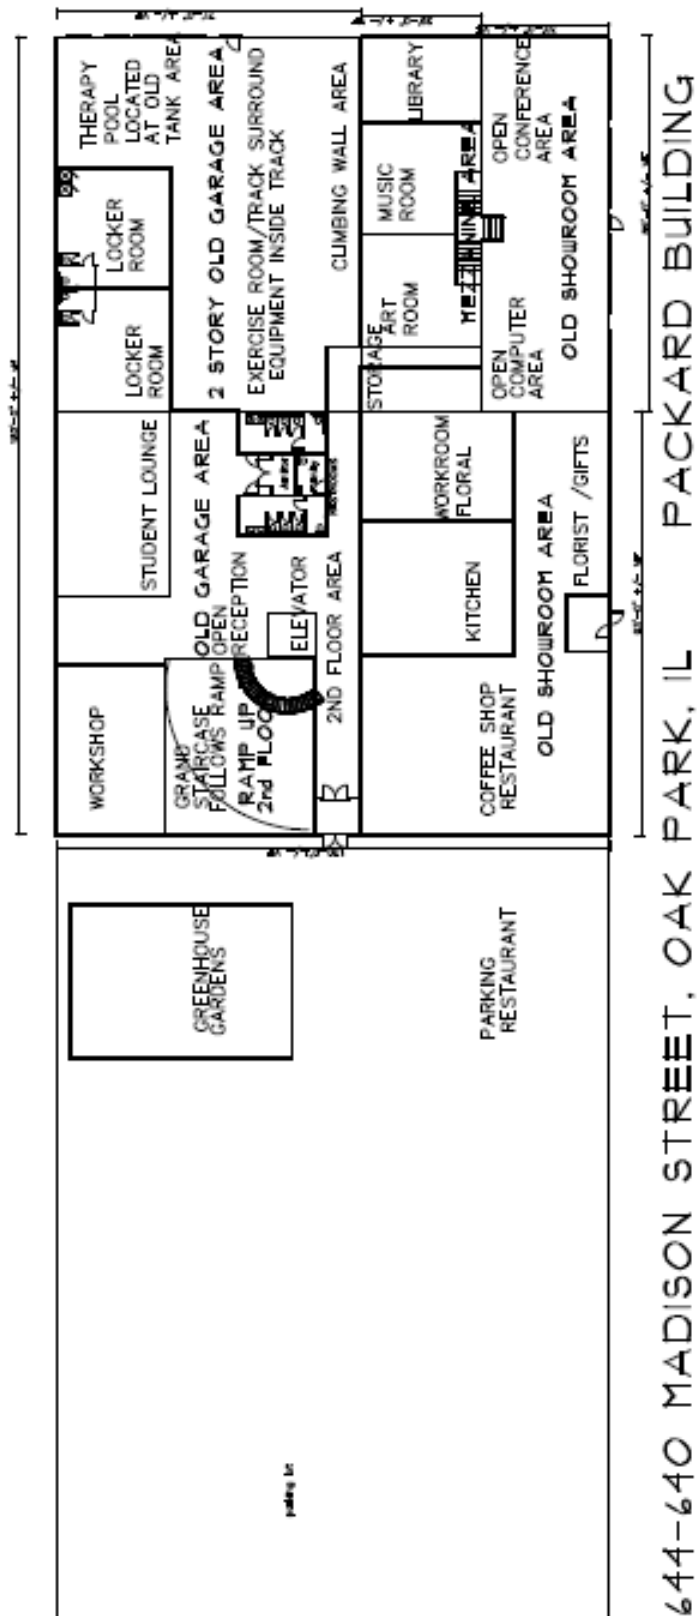 THERAPY
POOL
LOCATED
AT OLD
TANK AREA
LOCKER
ROOM
LOCKER
ROOM
2 STORY OLD GARAGE AREA
EXERCISE ROOM/TRACK SURROUND
EQUIPMENT INSIDE TRACK
CLIMBING WALL AREA
LIBRARY
MUSIC
ROOM
ART
ROOM
STORAGE
MEZZININE AREA
OPEN
CONFERENCE
AREA
OPEN
COMPUTER
AREA
OLD SHOWROOM AREA
STUDENT LOUNGE
OLD GARAGE AREA
OPEN
RECEPTION
ELEVATOR
2ND FLOOR AREA
WORKROOM
FLORAL
KITCHEN
FLORIST /GIFTS
OLD SHOWROOM AREA
COFFEE SHOP
RESTAURANT
WORKSHOP
GRAND
STAIRCASE
FOLLOWS RAMP
RAMP UP
2nd FLOOR
GREENHOUSE
GARDENS
PARKING
RESTAURANT
parking lot
644-640 MADISON STREET, OAK PARK, IL PACKARD BUILDING